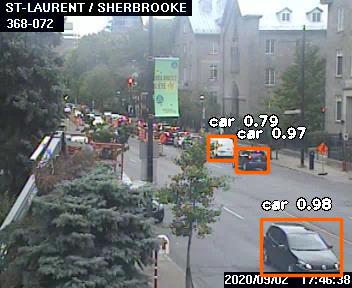 ST-LAURENT / SHERBROOKE
368-072
car 0.79
car 0.97
car 0.98
2020/09/02 17:46:38